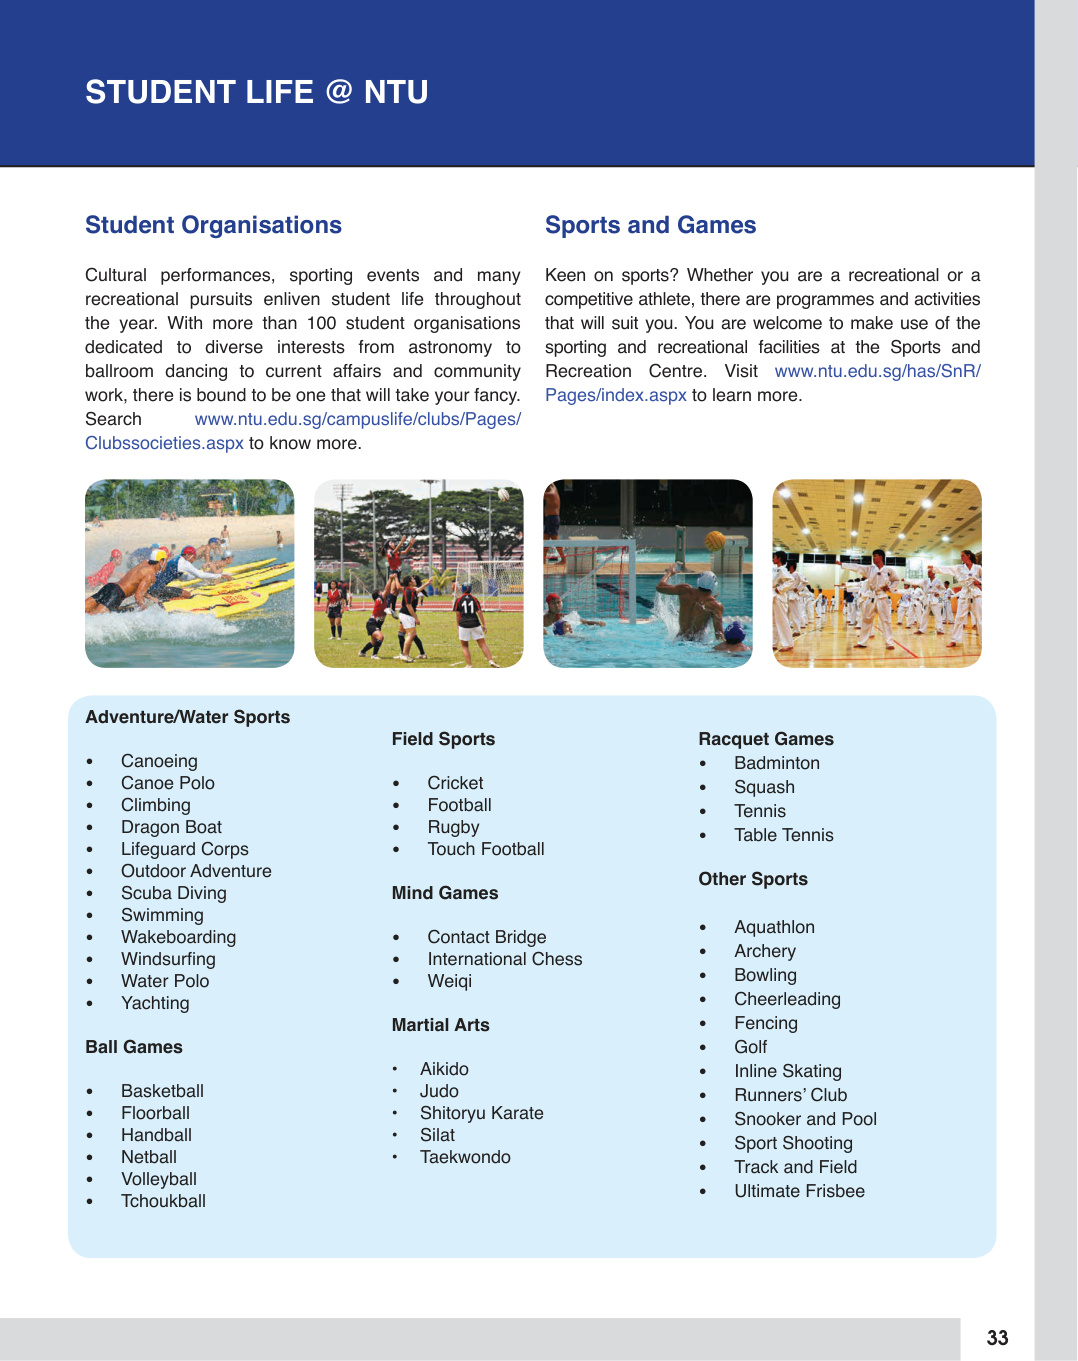 STUDENT LIFE @ NTU
Student Organisations
Cultural performances, sporting events and many
recreational pursuits enliven student life throughout
the year. With more than 100 student organisations
dedicated to diverse interests from astronomy to
ballroom dancing to current affairs and community
work, there is bound to be one that will take your fancy.
Search www.ntu.edu.sg/campuslife/clubs/Pages/
Clubssocieties.aspx to know more.
Sports and Games
Keen on sports? Whether you are a recreational or a
competitive athlete, there are programmes and activities
that will suit you. You are welcome to make use of the
sporting and recreational facilities at the Sports and
Recreation Centre. Visit www.ntu.edu.sg/has/SnR/
Pages/index.aspx to learn more.
11
Adventure/Water Sports
• Canoeing
• Canoe Polo
• Climbing
• Dragon Boat
• Lifeguard Corps
• Outdoor Adventure
• Scuba Diving
• Swimming
• Wakeboarding
• Windsurfing
• Water Polo
• Yachting
Ball Games
• Basketball
• Floorball
• Handball
• Netball
• Volleyball
• Tchoukball
Field Sports
• Cricket
• Football
• Rugby
• Touch Football
Mind Games
• Contact Bridge
• International Chess
• Weiqi
Martial Arts
• Aikido
• Judo
• Shitoryu Karate
• Silat
• Taekwondo
Racquet Games
• Badminton
• Squash
• Tennis
• Table Tennis
Other Sports
• Aquathlon
• Archery
• Bowling
• Cheerleading
• Fencing
• Golf
• Inline Skating
• Runners’ Club
• Snooker and Pool
• Sport Shooting
• Track and Field
• Ultimate Frisbee
33